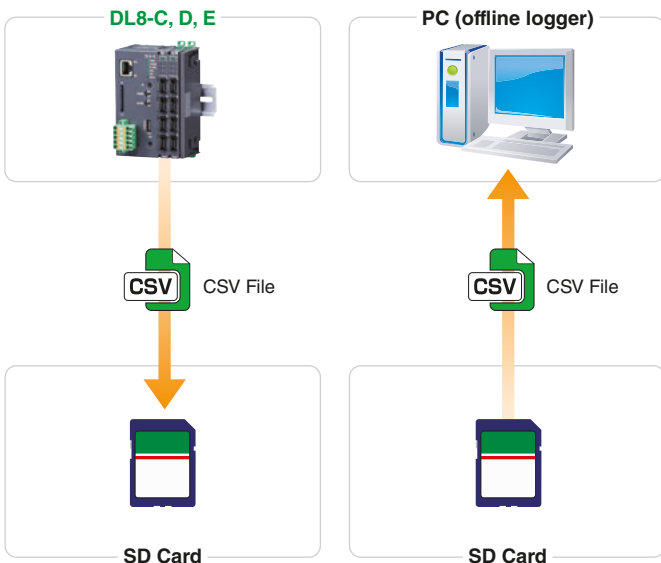 DL8-C, D, E
PC (offline logger)
CSV
CSV File
CSV
CSV File
SD Card
SD Card